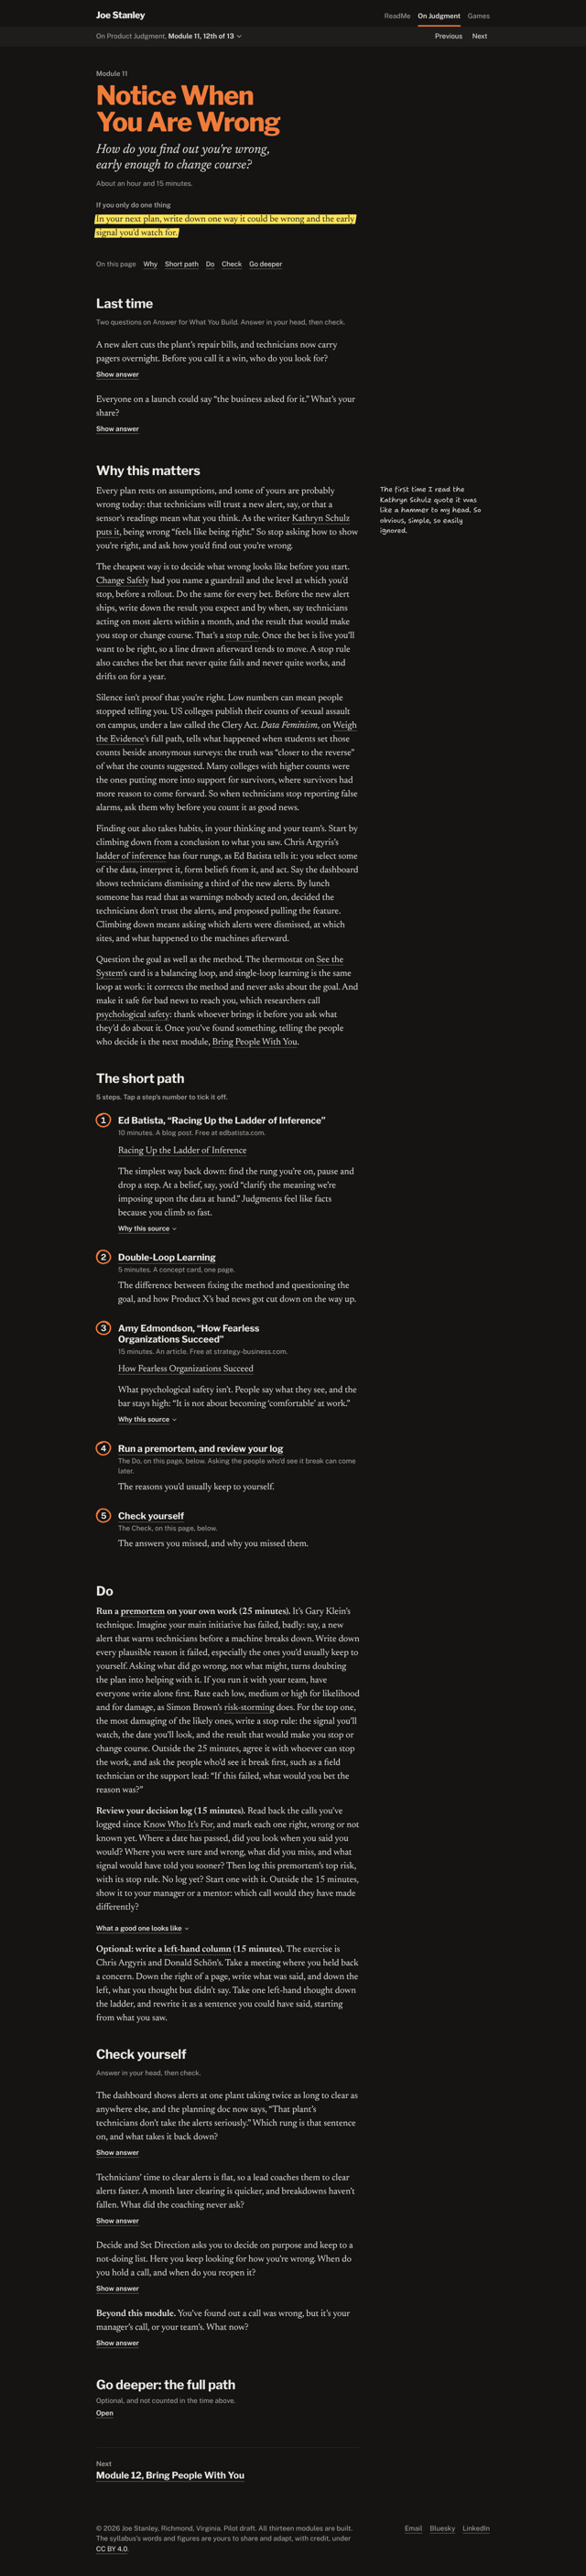 Joe Stanley
ReadMe On Judgment Games
On Product Judgment, Module 11, 12th of 13
Previous Next
Module 11
Notice When
You Are Wrong
How do you find out you're wrong,
early enough to change course?
About an hour and 15 minutes.
If you only do one thing
In your next plan, write down one way it could be wrong and the early
signal you'd watch for.
On this page Why Short path Do Check Go deeper
Last time
Two questions on Answer for What You Build. Answer in your head, then check.
A new alert cuts the plant's repair bills, and technicians now carry
pagers overnight. Before you call it a win, who do you look for?
Show answer
Everyone on a launch could say “the business asked for it.” What's your
share?
Show answer
Why this matters
Every plan rests on assumptions, and some of yours are probably
wrong today: that technicians will trust a new alert, say, or that a
sensor's readings mean what you think. As the writer Kathryn Schulz
puts it, being wrong “feels like being right.” So stop asking how to show
you're right, and ask how you'd find out you're wrong.
The first time I read the
Kathryn Schulz quote it was
like a hammer to my head. So
obvious, simple, so easily
ignored.
The cheapest way is to decide what wrong looks like before you start.
Change Safely had you name a guardrail and the level at which you'd
stop, before a rollout. Do the same for every bet. Before the new alert
ships, write down the result you expect and by when, say technicians
acting on most alerts within a month, and the result that would make
you stop or change course. That's a stop rule. Once the bet is live you'll
want to be right, so a line drawn afterward tends to move. A stop rule
also catches the bet that never quite fails and never quite works, and
drifts on for a year.
Silence isn't proof that you're right. Low numbers can mean people
stopped telling you. US colleges publish their counts of sexual assault
on campus, under a law called the Clery Act. Data Feminism, on Weigh
the Evidence's full path, tells what happened when students set those
counts beside anonymous surveys: the truth was “closer to the reverse”
of what the counts suggested. Many colleges with higher counts were
the ones putting more into support for survivors, where survivors had
more reason to come forward. So when technicians stop reporting false
alarms, ask them why before you count it as good news.
Finding out also takes habits, in your thinking and your team's. Start by
climbing down from a conclusion to what you saw. Chris Argyris's
ladder of inference has four rungs, as Ed Batista tells it: you select some
of the data, interpret it, form beliefs from it, and act. Say the dashboard
shows technicians dismissing a third of the new alerts. By lunch
someone has read that as warnings nobody acted on, decided the
technicians don't trust the alerts, and proposed pulling the feature.
Climbing down means asking which alerts were dismissed, at which
sites, and what happened to the machines afterward.
Question the goal as well as the method. The thermostat on See the
System's card is a balancing loop, and single-loop learning is the same
loop at work: it corrects the method and never asks about the goal. And
make it safe for bad news to reach you, which researchers call
psychological safety: thank whoever brings it before you ask what
they'd do about it. Once you've found something, telling the people
who decide is the next module, Bring People With You.
The short path
5 steps. Tap a step's number to tick it off.
1 Ed Batista, “Racing Up the Ladder of Inference”
10 minutes. A blog post. Free at edbatista.com.
Racing Up the Ladder of Inference
The simplest way back down: find the rung you're on, pause and
drop a step. At a belief, say, you'd “clarify the meaning we're
imposing upon the data at hand.” Judgments feel like facts
because you climb so fast.
Why this source
2 Double-Loop Learning
5 minutes. A concept card, one page.
The difference between fixing the method and questioning the
goal, and how Product X's bad news got cut down on the way up.
3 Amy Edmondson, “How Fearless
Organizations Succeed”
15 minutes. An article. Free at strategy-business.com.
How Fearless Organizations Succeed
What psychological safety isn't. People say what they see, and the
bar stays high: “It is not about becoming ‘comfortable’ at work.”
Why this source
4 Run a premortem, and review your log
The Do, on this page, below. Asking the people who'd see it break can come
later.
The reasons you'd usually keep to yourself.
5 Check yourself
The Check, on this page, below.
The answers you missed, and why you missed them.
Do
Run a premortem on your own work (25 minutes). It's Gary Klein's
technique. Imagine your main initiative has failed, badly: say, a new
alert that warns technicians before a machine breaks down. Write down
every plausible reason it failed, especially the ones you'd usually keep to
yourself. Asking what did go wrong, not what might, turns doubting
the plan into helping with it. If you run it with your team, have
everyone write alone first. Rate each low, medium or high for likelihood
and for damage, as Simon Brown's risk-storming does. For the top one,
the most damaging of the likely ones, write a stop rule: the signal you'll
watch, the date you'll look, and the result that would make you stop or
change course. Outside the 25 minutes, agree it with whoever can stop
the work, and ask the people who'd see it break first, such as a field
technician or the support lead: “If this failed, what would you bet the
reason was?”
Review your decision log (15 minutes). Read back the calls you've
logged since Know Who It's For, and mark each one right, wrong or not
known yet. Where a date has passed, did you look when you said you
would? Where you were sure and wrong, what did you miss, and what
signal would have told you sooner? Then log this premortem's top risk,
with its stop rule. No log yet? Start one with it. Outside the 15 minutes,
show it to your manager or a mentor: which call would they have made
differently?
What a good one looks like
Optional: write a left-hand column (15 minutes). The exercise is
Chris Argyris and Donald Schön's. Take a meeting where you held back
a concern. Down the right of a page, write what was said, and down the
left, what you thought but didn't say. Take one left-hand thought down
the ladder, and rewrite it as a sentence you could have said, starting
from what you saw.
Check yourself
Answer in your head, then check.
The dashboard shows alerts at one plant taking twice as long to clear as
anywhere else, and the planning doc now says, “That plant's
technicians don't take the alerts seriously.” Which rung is that sentence
on, and what takes it back down?
Show answer
Technicians' time to clear alerts is flat, so a lead coaches them to clear
alerts faster. A month later clearing is quicker, and breakdowns haven't
fallen. What did the coaching never ask?
Show answer
Decide and Set Direction asks you to decide on purpose and keep to a
not-doing list. Here you keep looking for how you're wrong. When do
you hold a call, and when do you reopen it?
Show answer
Beyond this module. You've found out a call was wrong, but it's your
manager's call, or your team's. What now?
Show answer
Go deeper: the full path
Optional, and not counted in the time above.
Open
Next
Module 12, Bring People With You
© 2026 Joe Stanley, Richmond, Virginia. Pilot draft. All thirteen modules are built.
The syllabus's words and figures are yours to share and adapt, with credit, under
CC BY 4.0.
Email Bluesky LinkedIn